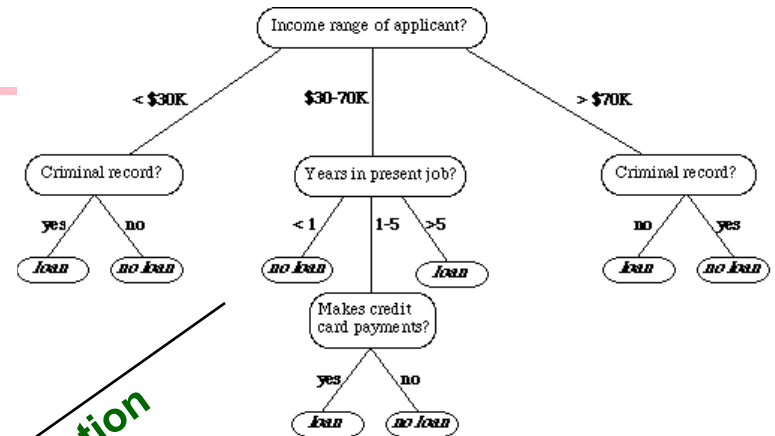 Income range of applicant?
< $30K
$30-70K
> $70K
Criminal record?
Years in present job?
Criminal record?
yes
no
< 1
1-5
>5
no
yes
loan
no loan
no loan
loan
loan
no loan
Makes credit
card payments?
yes
no
loan
no loan